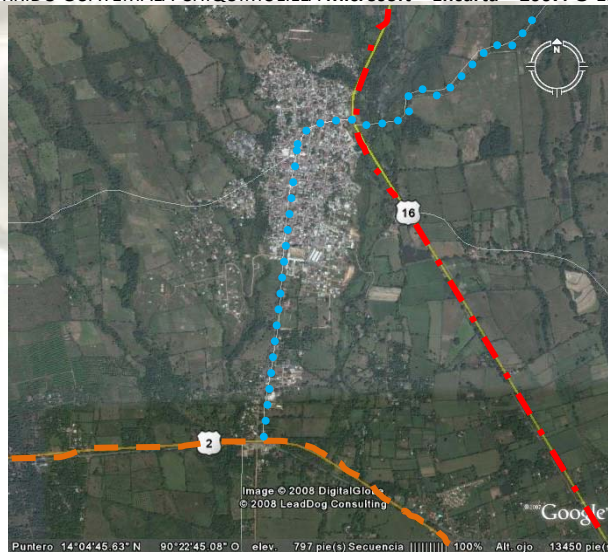 N
16
2
Image © 2008 DigitalGlobe
© 2008 LeadDog Consulting
©2007 Google
Puntero 14°04'45.63" N 90°22'45.08" O elev. 797 pie(s) Secuencia |||||||||| 100% Alt. ojo 13450 pie(